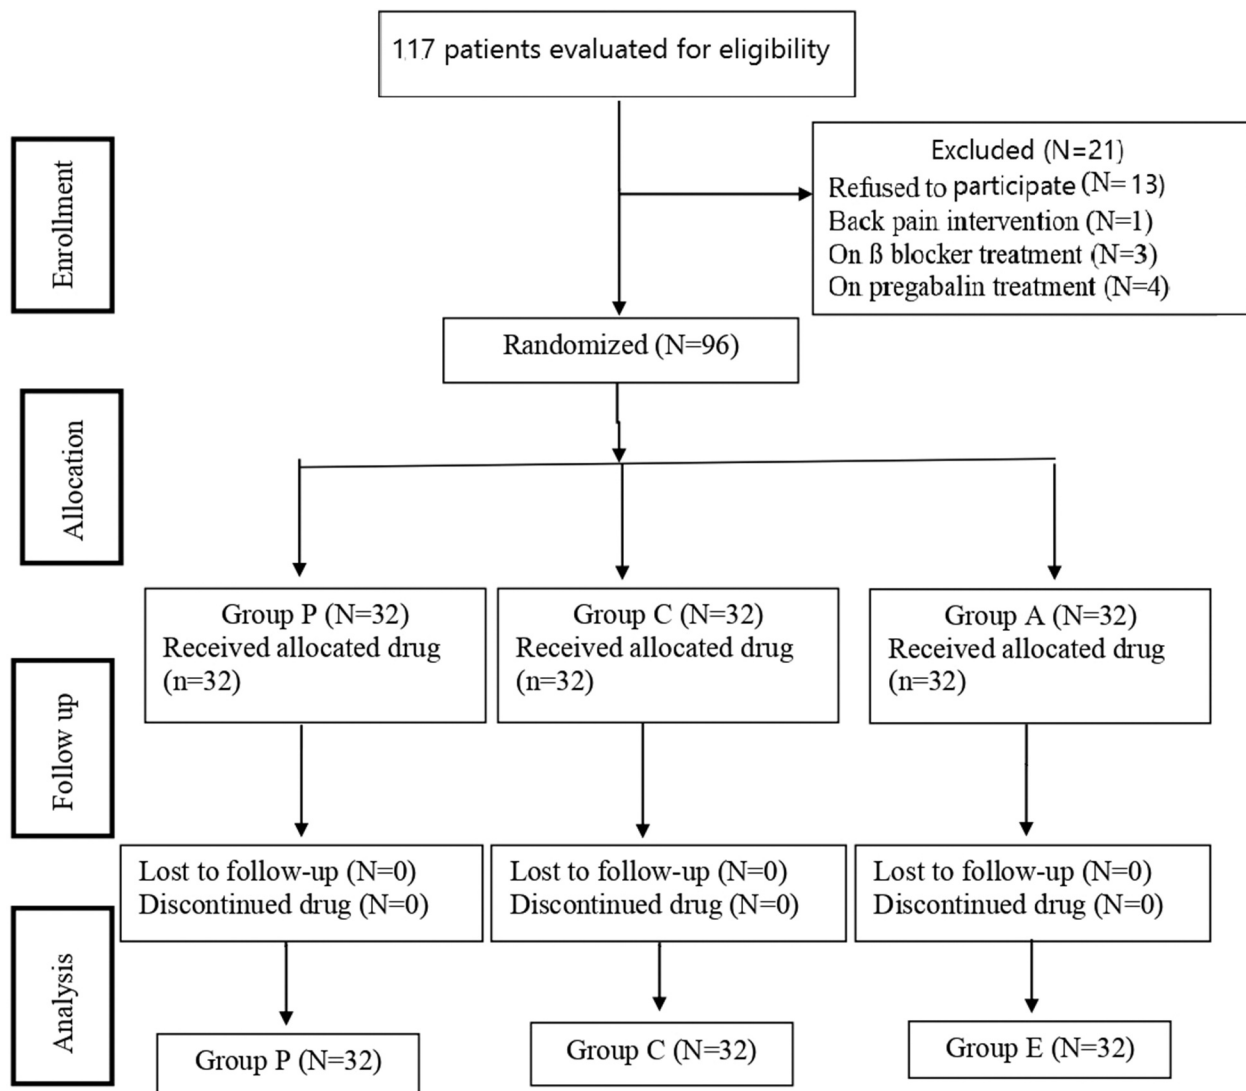 117 patients evaluated for eligibility
Enrollment
Excluded (N=21)
Refused to participate (N=13)
Back pain intervention (N=1)
On ß blocker treatment (N=3)
On pregabalin treatment (N=4)
Randomized (N=96)
Allocation
Group P (N=32)
Received allocated drug
(n=32)
Group C (N=32)
Received allocated drug
(n=32)
Group A (N=32)
Received allocated drug
(n=32)
Follow up
Lost to follow-up (N=0)
Discontinued drug (N=0)
Lost to follow-up (N=0)
Discontinued drug (N=0)
Lost to follow-up (N=0)
Discontinued drug (N=0)
Analysis
Group P (N=32)
Group C (N=32)
Group E (N=32)